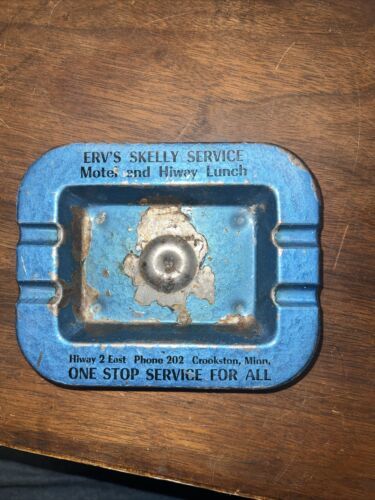 ERV'S SKELLY SERVICE
Motel and Hiway Lunch
Hiway 2 East Phone 202 Crookston, Minn.
ONE STOP SERVICE FOR ALL